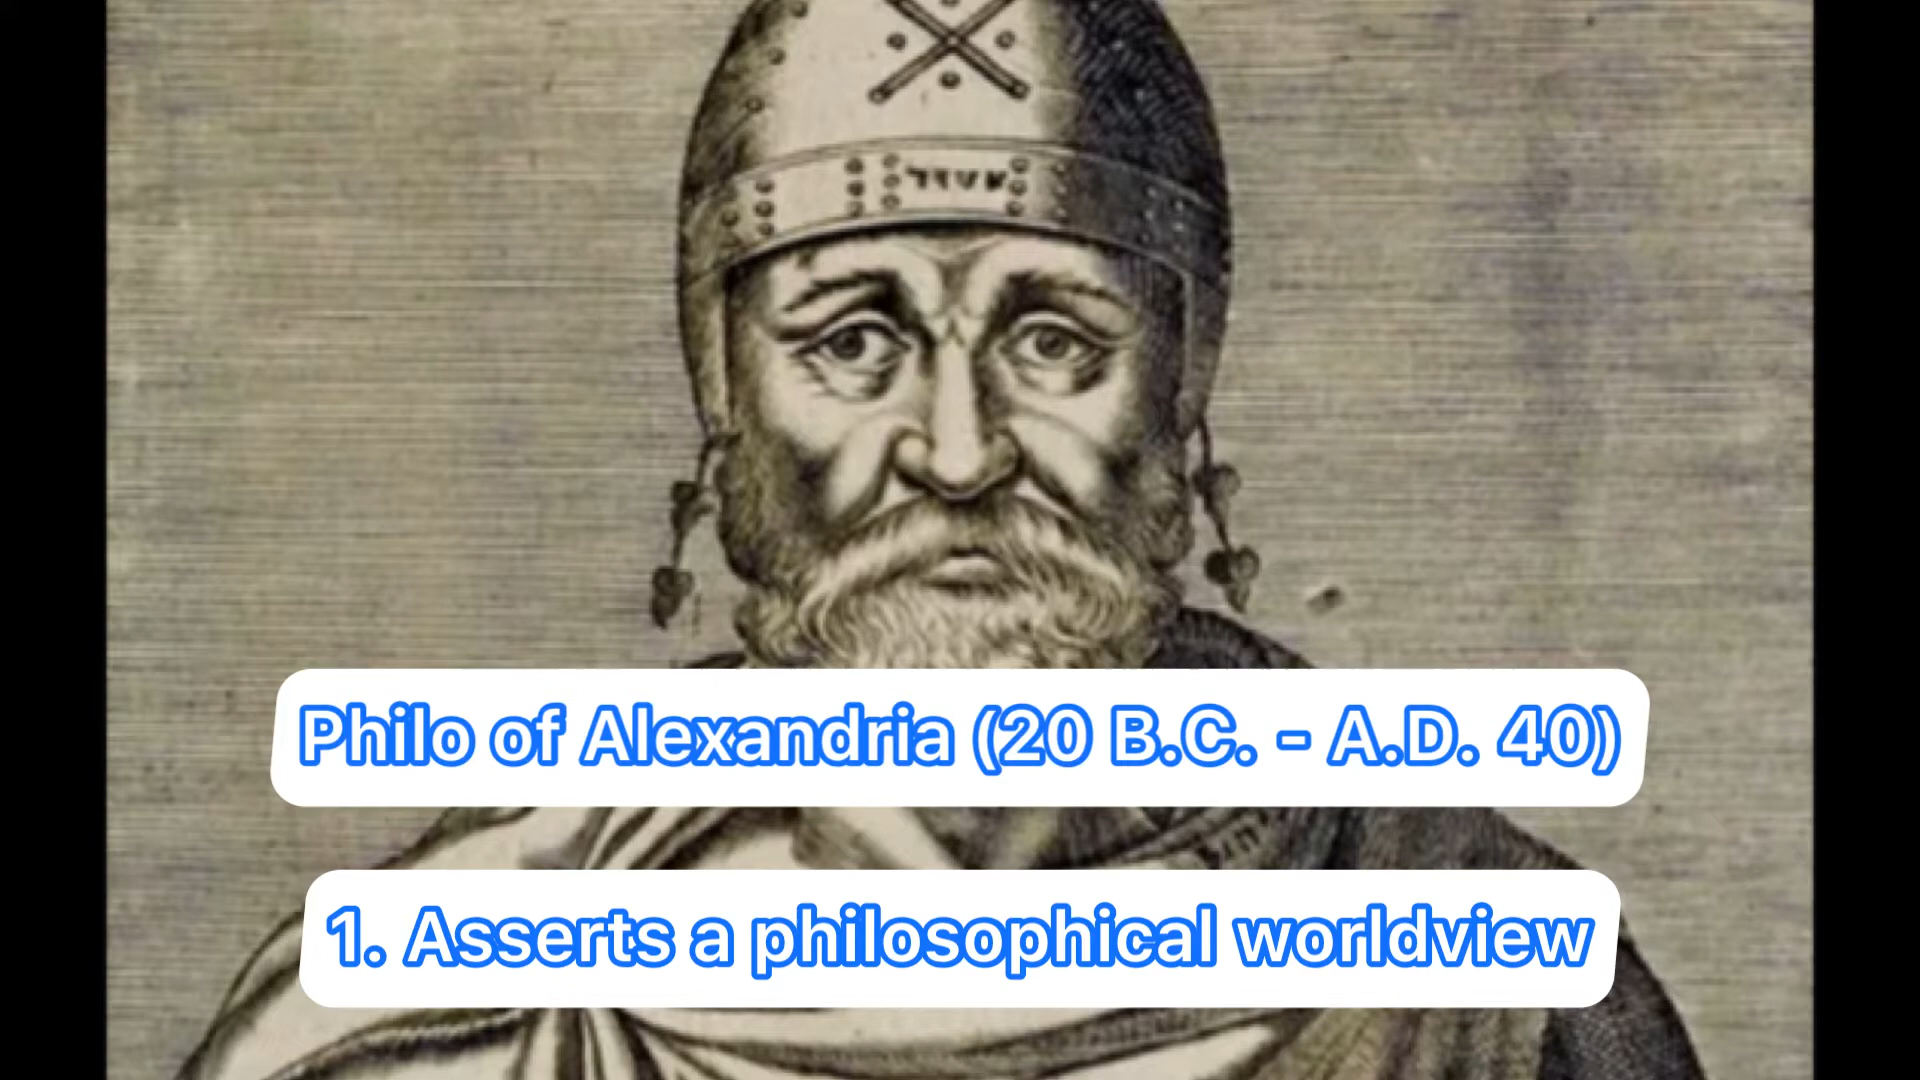 Philo of Alexandria (20 B.C. - A.D. 40)
1. Asserts a philosophical worldview